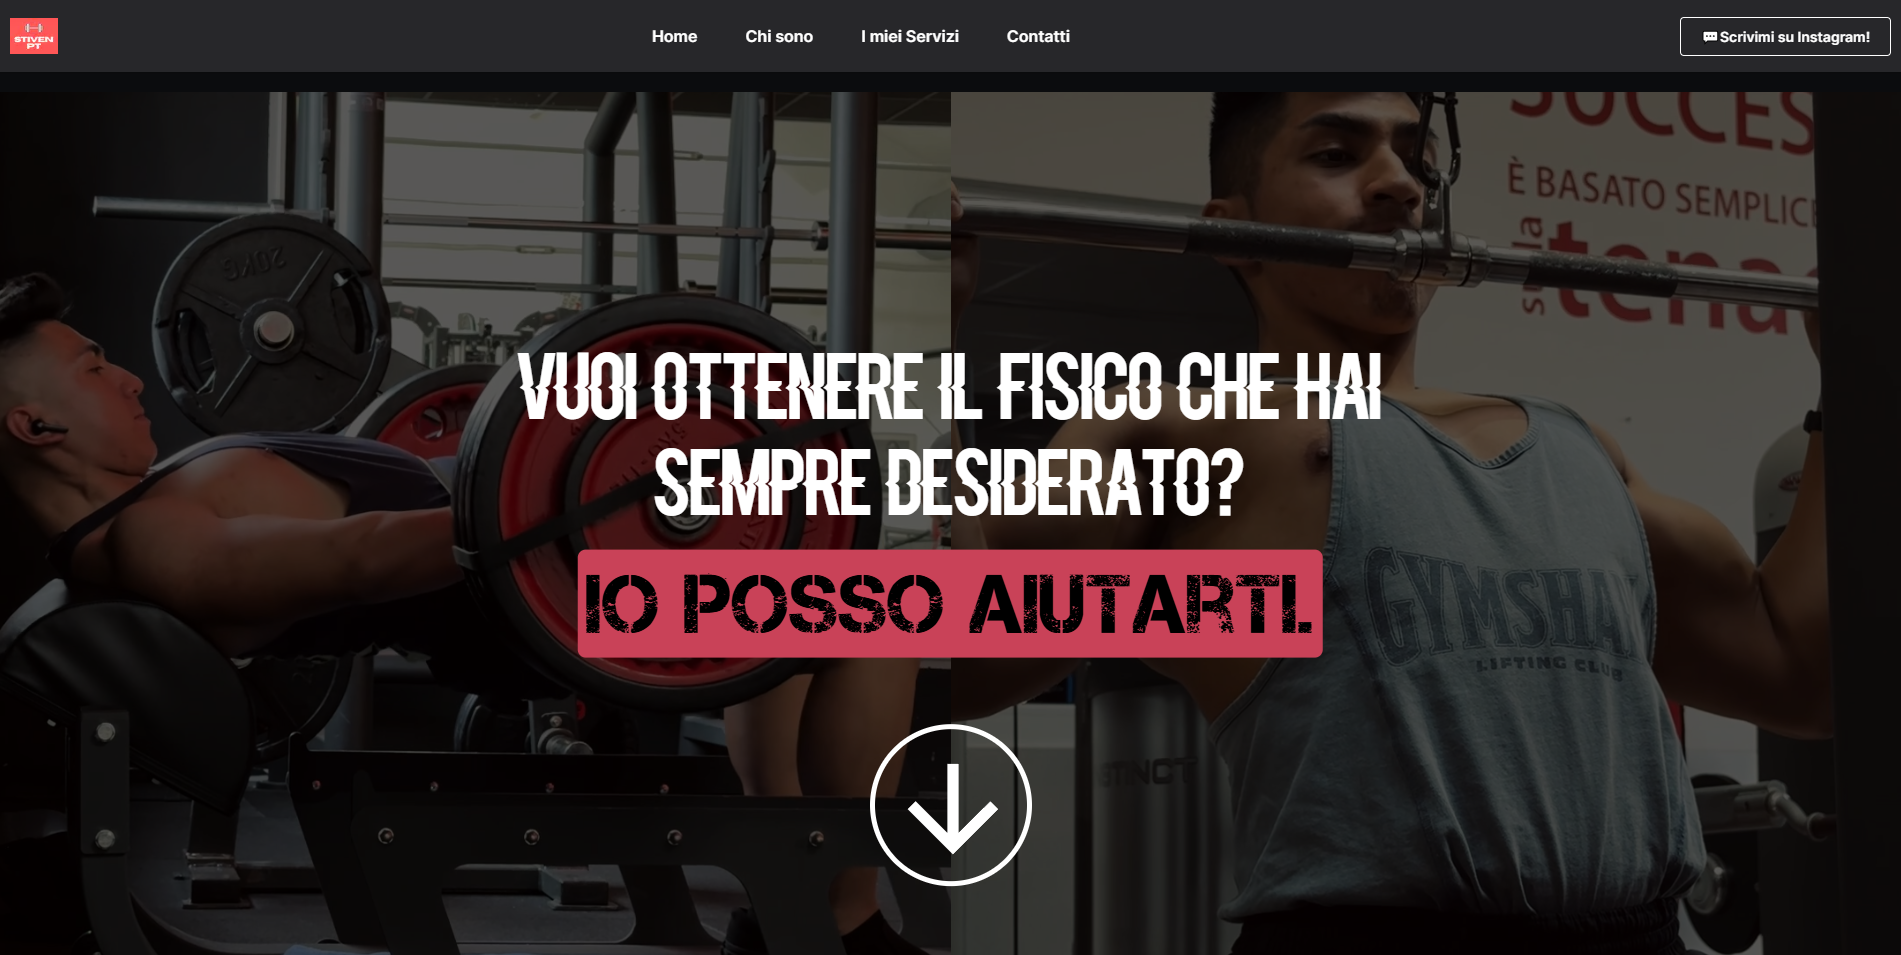 STIVEN
PT
Home
Chi sono
I miei Servizi
Contatti
Scrivimi su Instagram!
SUCCES
È BASATO SEMPLICE
sulla
tena
20KG
VUOI OTTENERE IL FISICO CHE HAI
SEMPRE DESIDERATO?
IO POSSO AIUTARTI.
GYMSHA
LIFTING CLUB